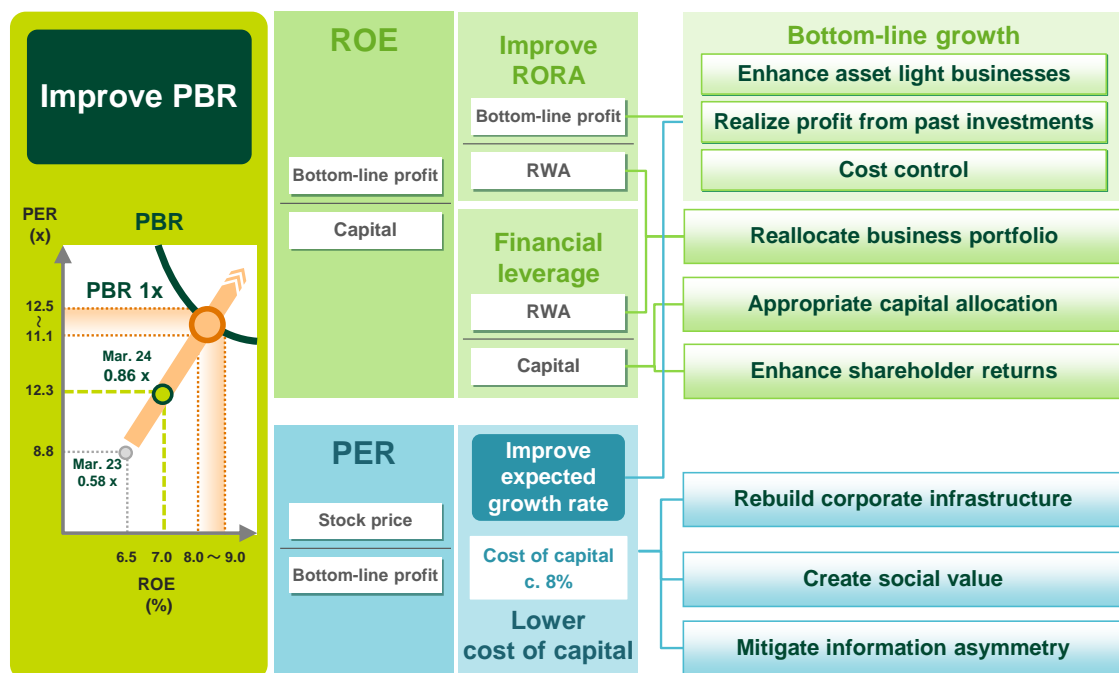 Improve PBR
PER
(x)
PBR
PBR 1x
12.5
~
11.1
Mar. 24
0.86 x
12.3
8.8
Mar. 23
0.58 x
6.5
7.0
8.0 ~ 9.0
ROE
(%)
ROE
Bottom-line profit
Capital
Improve
RORA
Bottom-line profit
RWA
Financial
leverage
RWA
Capital
Bottom-line growth
Enhance asset light businesses
Realize profit from past investments
Cost control
Reallocate business portfolio
Appropriate capital allocation
Enhance shareholder returns
PER
Stock price
Bottom-line profit
Improve
expected
growth rate
Cost of capital
c. 8%
Lower
cost of capital
Rebuild corporate infrastructure
Create social value
Mitigate information asymmetry